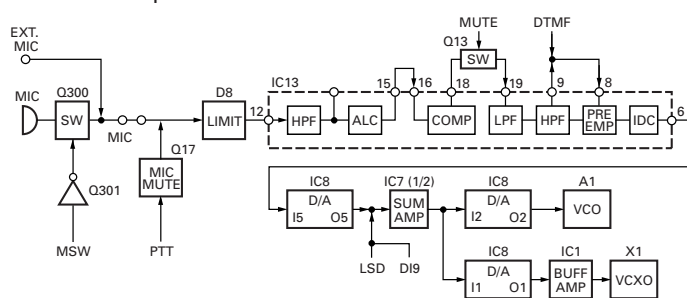 EXT.
MIC
MIC
Q300
SW
Q301
MSW
MIC
Q17
MIC
MUTE
PTT
D8
LIMIT
12
IC13
HPF
ALC
15
16
COMP
18
MUTE
Q13
SW
19
LPF
DTMF
9
HPF
8
PRE
EMP
IDC
6
IC8
D/A
I5 O5
LSD
DI9
IC7 (1/2)
SUM
AMP
IC8
D/A
I2 O2
A1
VCO
IC8
D/A
I1 O1
IC1
BUFF
AMP
X1
VCXO